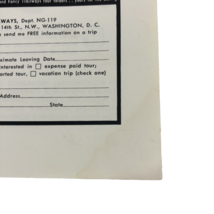 WAYS, Dept. NG-119
14th St., N.W., WASHINGTON, D. C.
send me FREE information on a trip
ximate Leaving Date
interested in □ expense paid tour;
orted tour, □ vacation trip (check one)
Address
State